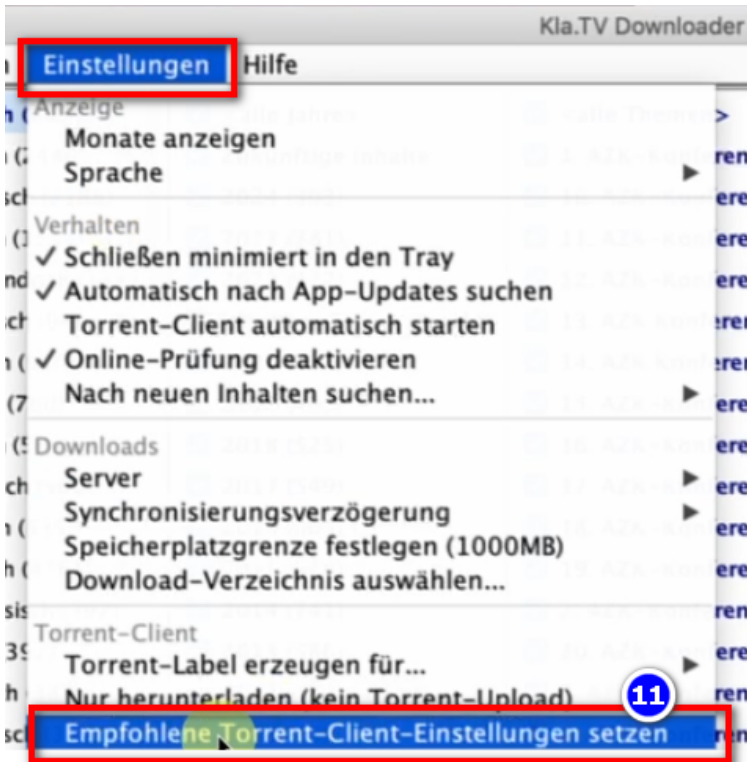 Kla.TV Downloader
Einstellungen Hilfe
Anzeige
Monate anzeigen
Sprache
Verhalten
✓ Schließen minimiert in den Tray
✓ Automatisch nach App-Updates suchen
Torrent-Client automatisch starten
✓ Online-Prüfung deaktivieren
Nach neuen Inhalten suchen...
Downloads
Server
Synchronisierungsverzögerung
Speicherplatzgrenze festlegen (1000MB)
Download-Verzeichnis auswählen...
Torrent-Client
Torrent-Label erzeugen für...
Nur herunterladen (kein Torrent-Upload)
11
Empfohlene Torrent-Client-Einstellungen setzen